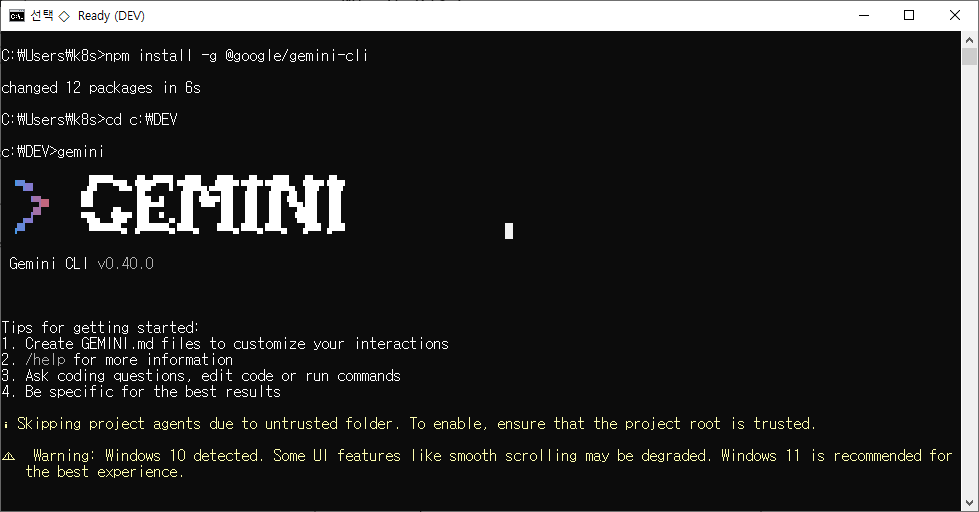 선택 ◇ Ready (DEV)
C:\Users\k8s>npm install -g @google/gemini-cli
changed 12 packages in 6s
C:\Users\k8s>cd c:\DEV
c:\DEV>gemini
> GEMINI
Gemini CLI v0.40.0
Tips for getting started:
1. Create GEMINI.md files to customize your interactions
2. /help for more information
3. Ask coding questions, edit code or run commands
4. Be specific for the best results
i Skipping project agents due to untrusted folder. To enable, ensure that the project root is trusted.
⚠ Warning: Windows 10 detected. Some UI features like smooth scrolling may be degraded. Windows 11 is recommended for
the best experience.